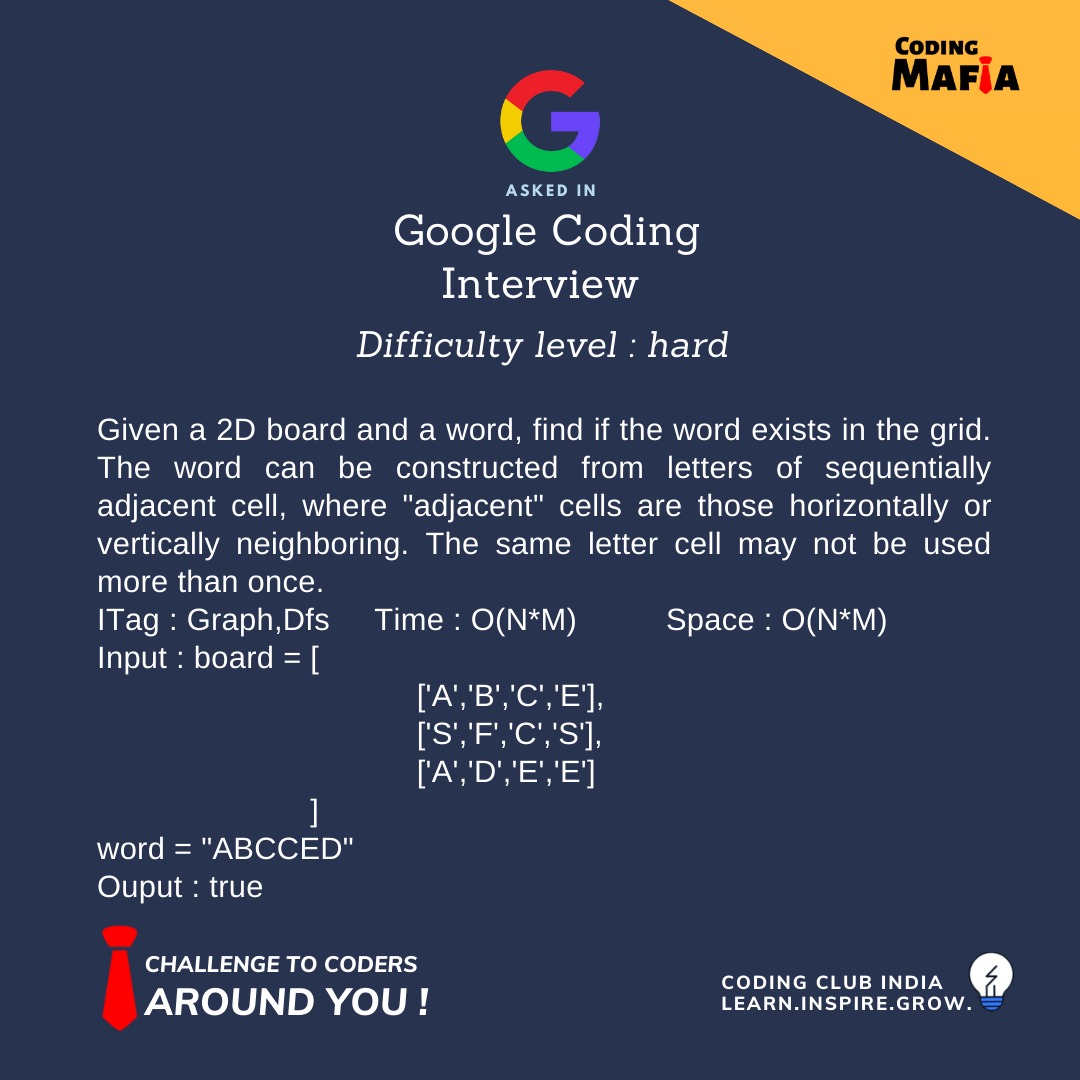 CODING
MAFIA
ASKED IN
Google Coding
Interview
Difficulty level : hard
Given a 2D board and a word, find if the word exists in the grid.
The word can be constructed from letters of sequentially
adjacent cell, where "adjacent" cells are those horizontally or
vertically neighboring. The same letter cell may not be used
more than once.
ITag : Graph,Dfs Time : O(N*M) Space : O(N*M)
Input : board = [
['A','B','C','E'],
['S','F','C','S'],
['A','D','E','E']
]
word = "ABCCED"
Ouput : true
CHALLENGE TO CODERS
AROUND YOU !
CODING CLUB INDIA
LEARN.INSPIRE.GROW.